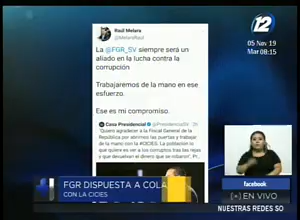 Raúl Melara
@MelaraRaul
La @FGR_SV siempre será un
aliado en la lucha contra la
corrupción.
Trabajaremos de la mano en ese
esfuerzo.
Ese es mi compromiso.
Casa Presidencial @PresidenciaSV · 2h
"Quiero agradecer a la Fiscal General de la
República por abrirnos las puertas y trabajar
de la mano con la #CICIES. La población lo
que quiere es ver a los corruptos tras las rejas
y que devuelvan el dinero que se robaron", Pr.
12
05 Nov 19
Mar 08:15
FGR DISPUESTA A COLA
CON LA CICIES
facebook
EN VIVO
NUESTRAS REDES SO